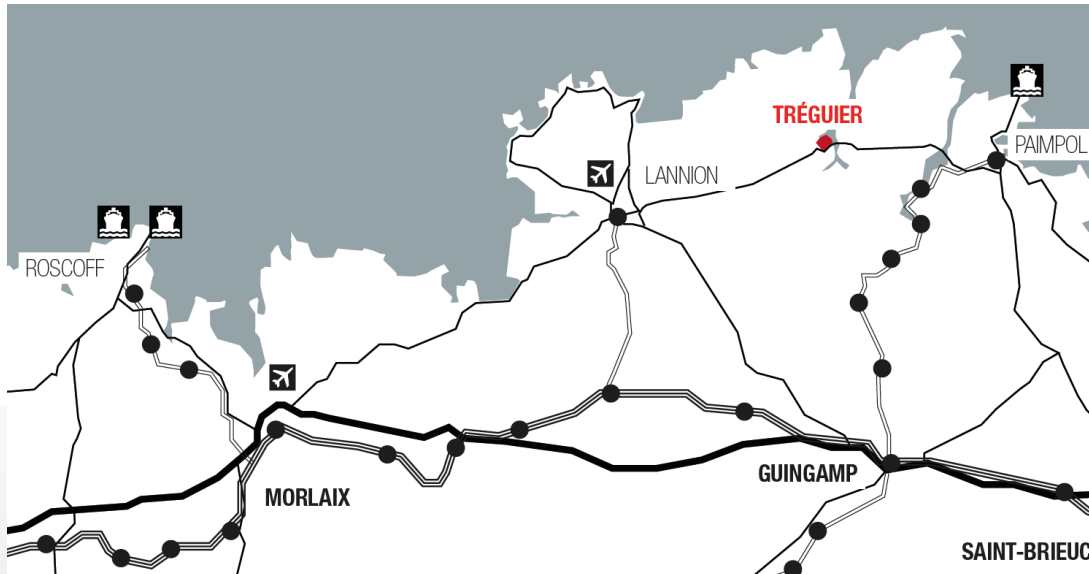 TRÉGUIER
PAIMPOL
LANNION
ROSCOFF
GUINGAMP
MORLAIX
SAINT-BRIEUC